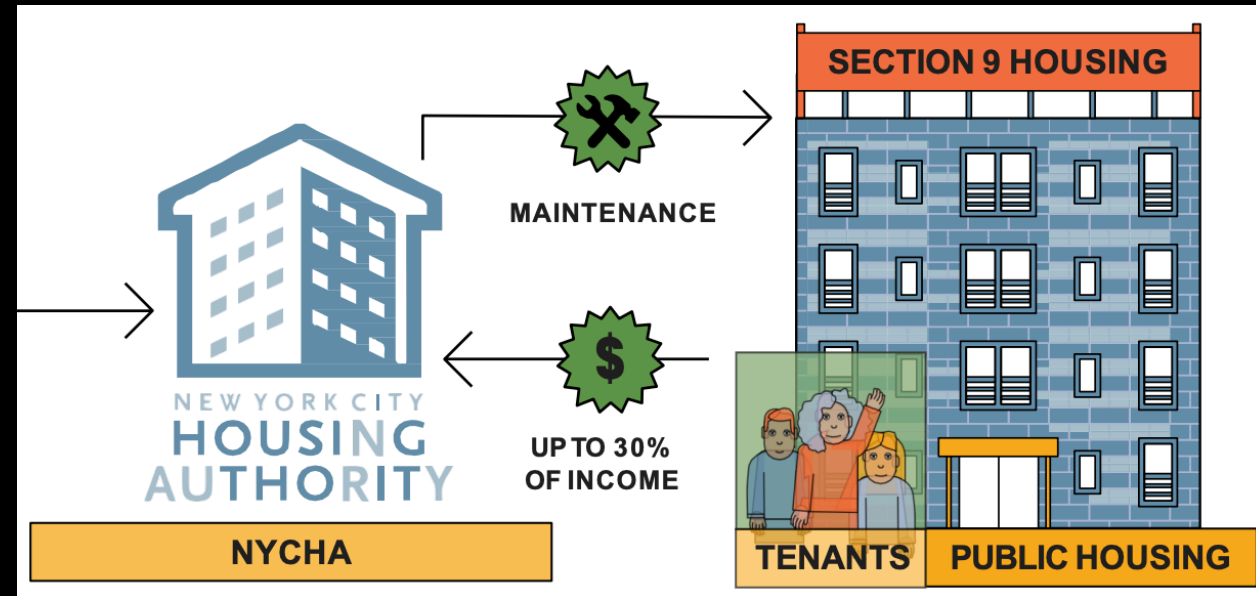 SECTION 9 HOUSING
MAINTENANCE
$
UP TO 30%
OF INCOME
NEW YORK CITY
HOUSING
AUTHORITY
NYCHA
TENANTS
PUBLIC HOUSING